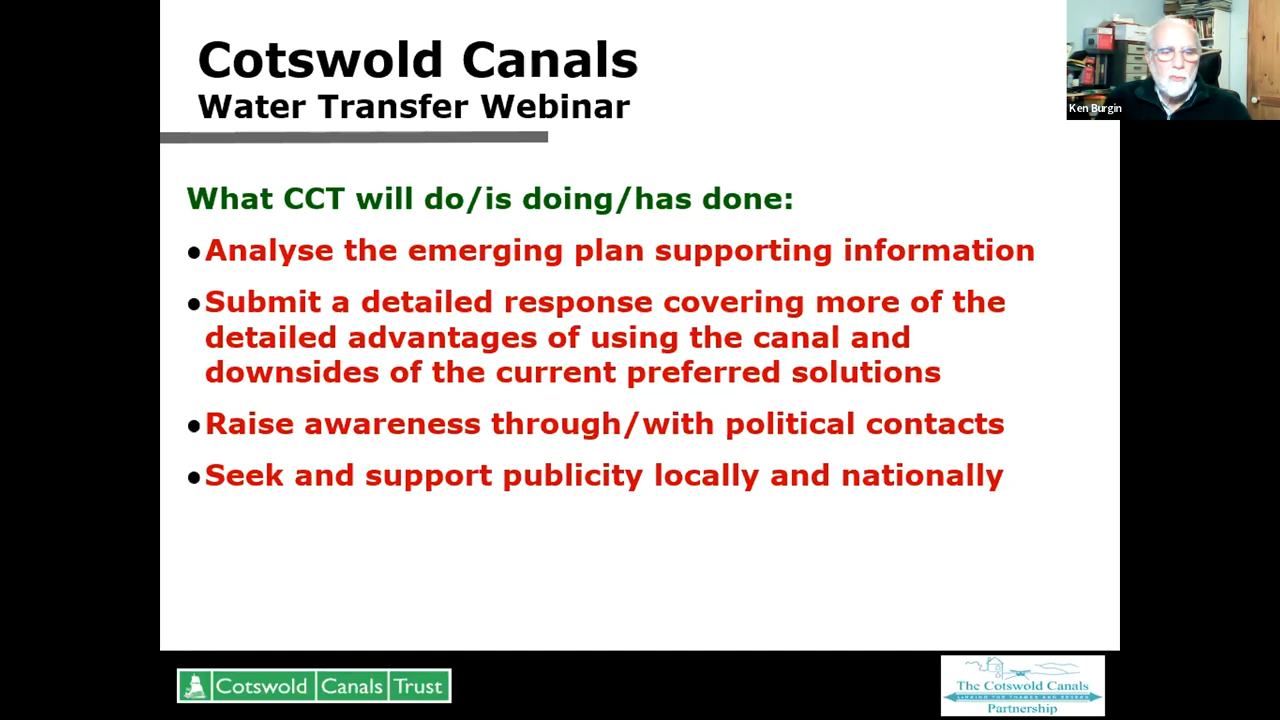 Cotswold Canals
Water Transfer Webinar
Ken Burgin
What CCT will do/is doing/has done:
●Analyse the emerging plan supporting information
●Submit a detailed response covering more of the
detailed advantages of using the canal and
downsides of the current preferred solutions
●Raise awareness through/with political contacts
●Seek and support publicity locally and nationally
Cotswold Canals Trust
The Cotswold Canals
Partnership